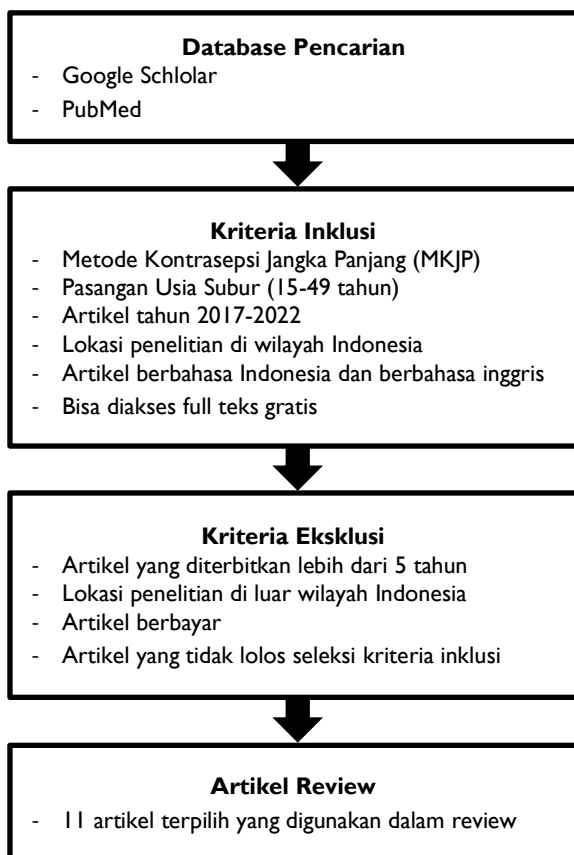 Database Pencarian
- Google Schlolar
- PubMed
Kriteria Inklusi
- Metode Kontrasepsi Jangka Panjang (MKJP)
- Pasangan Usia Subur (15-49 tahun)
- Artikel tahun 2017-2022
- Lokasi penelitian di wilayah Indonesia
- Artikel berbahasa Indonesia dan berbahasa inggris
- Bisa diakses full teks gratis
Kriteria Eksklusi
- Artikel yang diterbitkan lebih dari 5 tahun
- Lokasi penelitian di luar wilayah Indonesia
- Artikel berbayar
- Artikel yang tidak lolos seleksi kriteria inklusi
Artikel Review
- 11 artikel terpilih yang digunakan dalam review